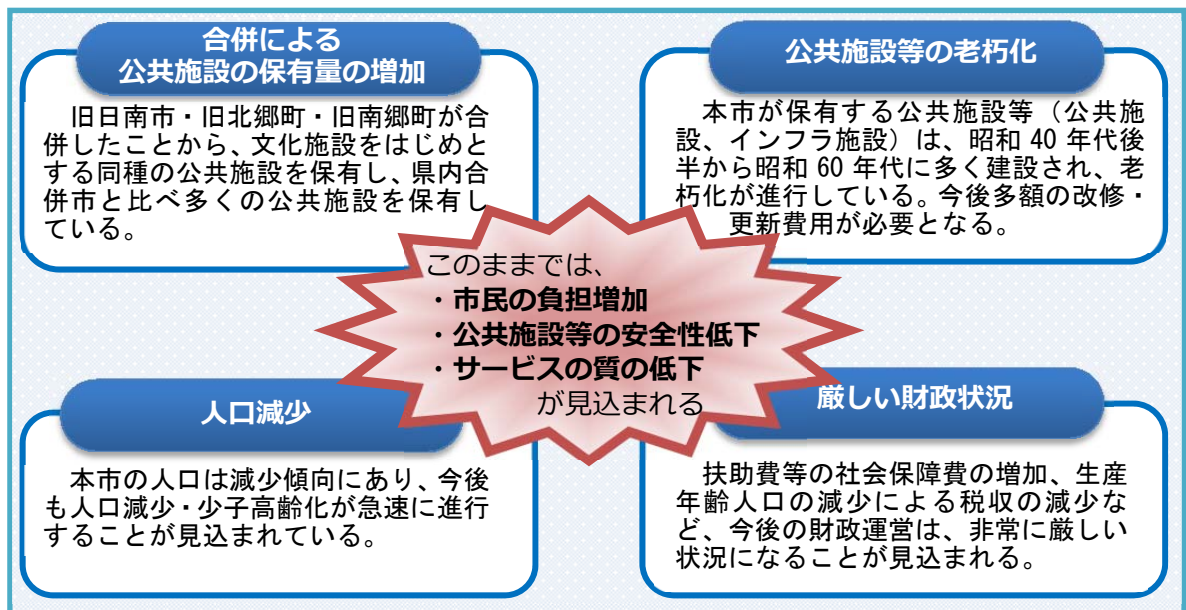 合併による
公共施設の保有量の増加
旧日南市・旧北郷町・旧南郷町が合
併したことから、文化施設をはじめと
する同種の公共施設を保有し、県内合
併市と比べ多くの公共施設を保有し
ている。
公共施設等の老朽化
本市が保有する公共施設等（公共施
設、インフラ施設）は、昭和 40 年代後
半から昭和 60 年代に多く建設され、老
朽化が進行している。今後多額の改修・
更新費用が必要となる。
このままでは、
・市民の負担増加
・公共施設等の安全性低下
・サービスの質の低下
が見込まれる
人口減少
本市の人口は減少傾向にあり、今後
も人口減少・少子高齢化が急速に進行
することが見込まれている。
厳しい財政状況
扶助費等の社会保障費の増加、生産
年齢人口の減少による税収の減少な
ど、今後の財政運営は、非常に厳しい
状況になることが見込まれる。